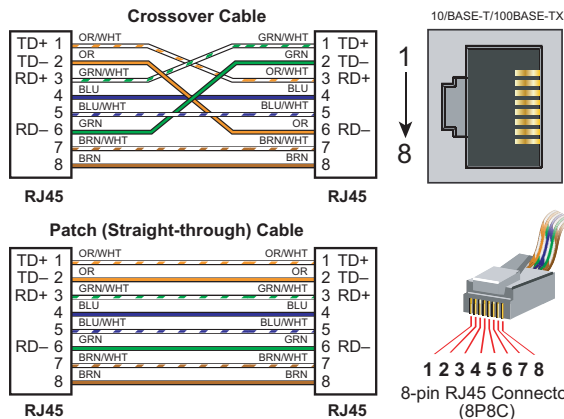 Crossover Cable
10/BASE-T/100BASE-TX
OR/WHT GRN/WHT
TD+ 1 1 TD+
OR GRN
TD– 2 2 TD–
GRN/WHT OR/WHT
RD+ 3 3 RD+
BLU BLU
4 4
BLU/WHT BLU/WHT
5 5
GRN OR
RD– 6 6 RD–
BRN/WHT BRN/WHT
7 7
BRN BRN
8 8
RJ45 RJ45
1
8
Patch (Straight-through) Cable
OR/WHT OR/WHT
TD+ 1 1 TD+
OR OR
TD– 2 2 TD–
GRN/WHT GRN/WHT
RD+ 3 3 RD+
BLU BLU
4 4
BLU/WHT BLU/WHT
5 5
GRN GRN
RD– 6 6 RD–
BRN/WHT BRN/WHT
7 7
BRN BRN
8 8
RJ45 RJ45
1 2 3 4 5 6 7 8
8-pin RJ45 Connecto
(8P8C)